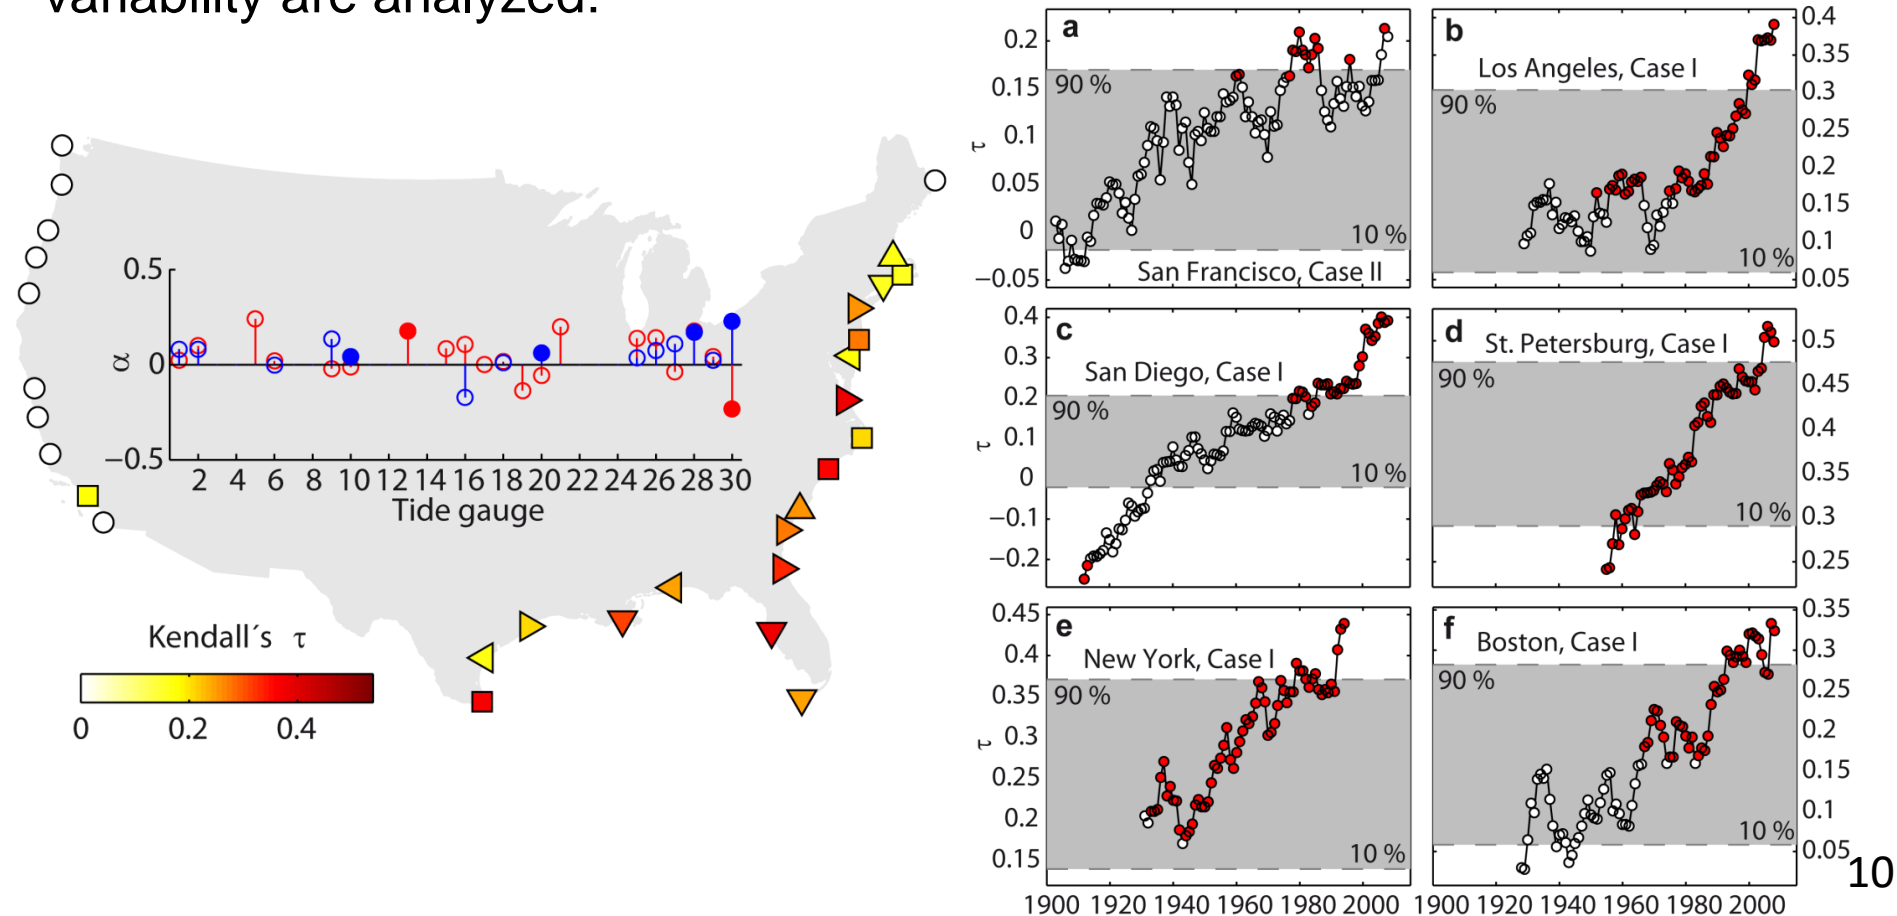 variability are analyzed.
0.5
0
−0.5
α
2 4 6 8 10 12 14 16 18 20 22 24 26 28 30
Tide gauge
Kendall´s τ
0 0.2 0.4
a
0.2
0.15
0.1
0.05
0
−0.05
τ
90 %
10 %
San Francisco, Case II
b
Los Angeles, Case I
90 %
10 %
0.4
0.35
0.3
0.25
0.2
0.15
0.1
0.05
c
0.4
0.3
0.2
0.1
0
−0.1
−0.2
τ
San Diego, Case I
90 %
10 %
d
St. Petersburg, Case I
90 %
10 %
0.5
0.45
0.4
0.35
0.3
0.25
e
0.45
0.4
0.35
0.3
0.25
0.2
0.15
τ
New York, Case I
90 %
10 %
1900 1920 1940 1960 1980 2000
f
Boston, Case I
90 %
10 %
0.35
0.3
0.25
0.2
0.15
0.1
0.05
1900 1920 1940 1960 1980 2000
10